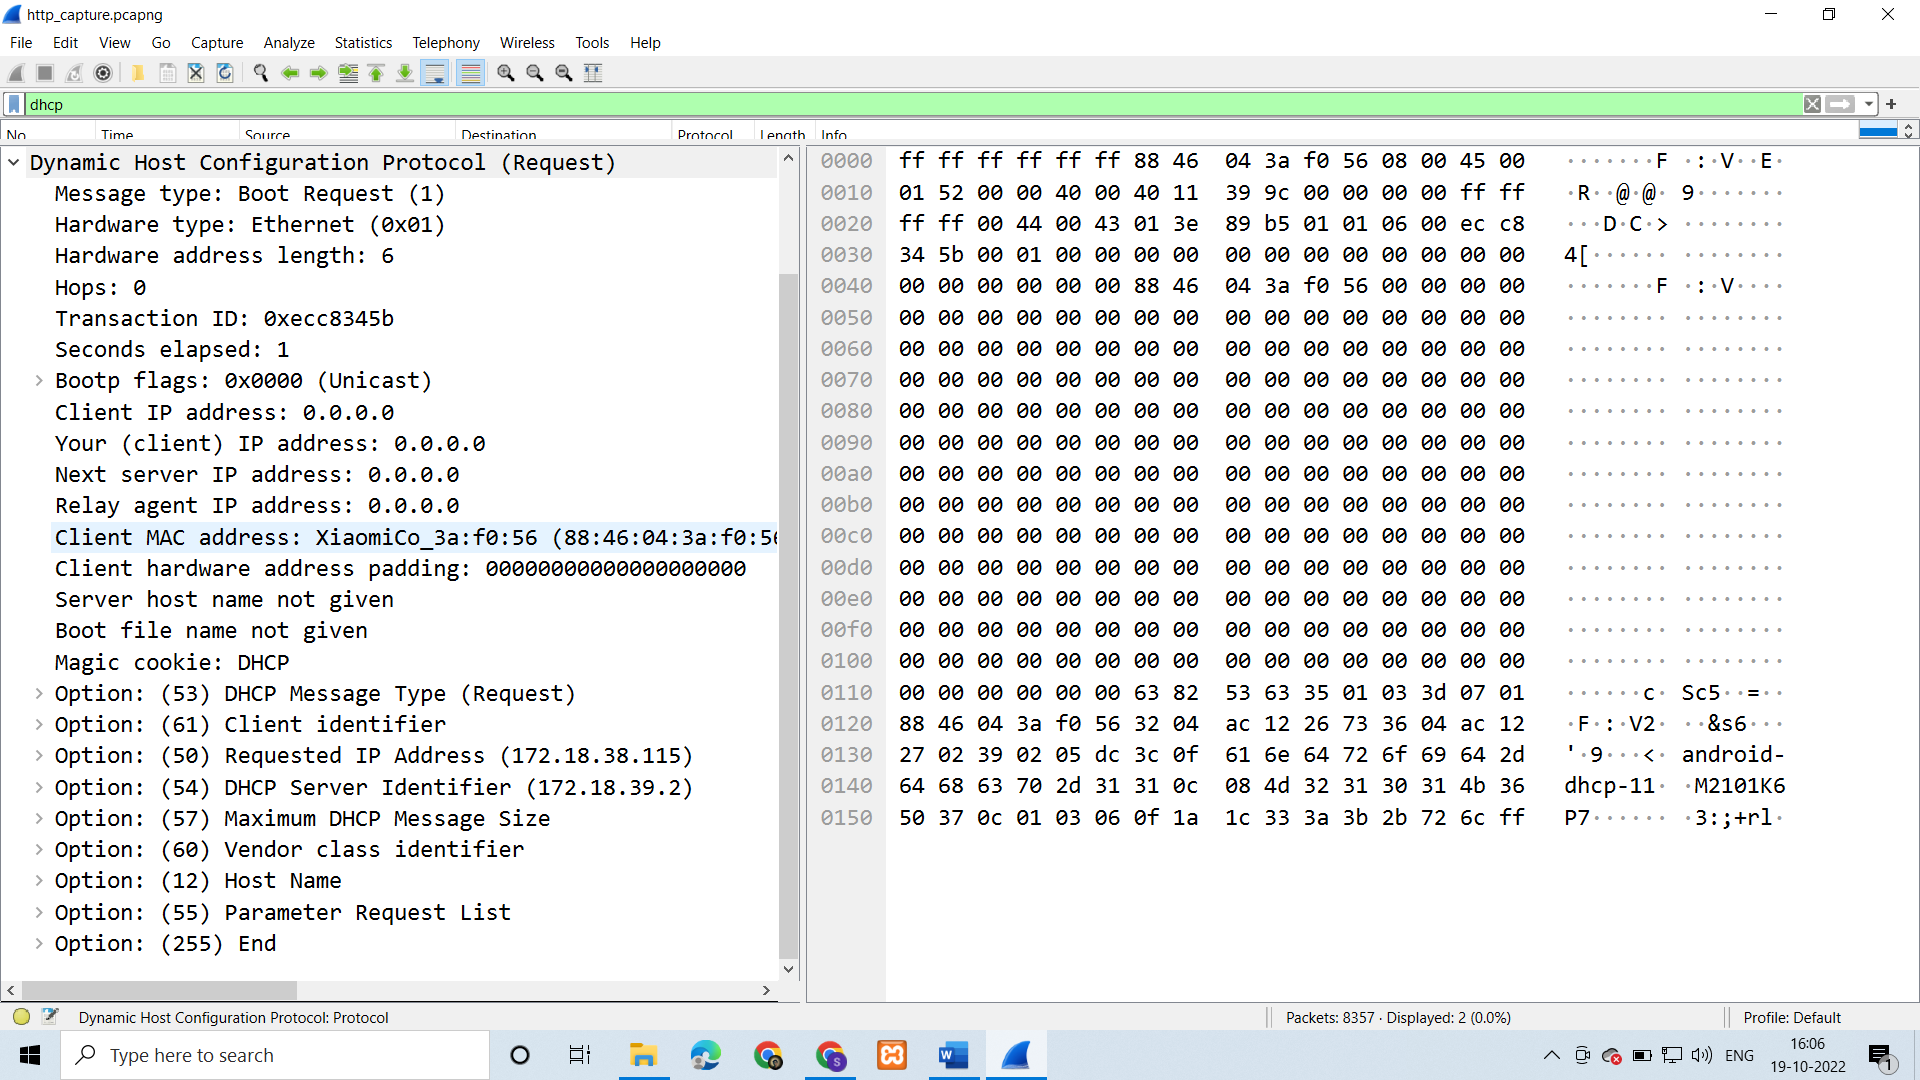 http_capture.pcapng
File Edit View Go Capture Analyze Statistics Telephony Wireless Tools Help
dhcp
No. Time Source Destination Protocol Length Info
Dynamic Host Configuration Protocol (Request)
Message type: Boot Request (1)
Hardware type: Ethernet (0x01)
Hardware address length: 6
Hops: 0
Transaction ID: 0xecc8345b
Seconds elapsed: 1
Bootp flags: 0x0000 (Unicast)
Client IP address: 0.0.0.0
Your (client) IP address: 0.0.0.0
Next server IP address: 0.0.0.0
Relay agent IP address: 0.0.0.0
Client MAC address: XiaomiCo_3a:f0:56 (88:46:04:3a:f0:56
Client hardware address padding: 00000000000000000000
Server host name not given
Boot file name not given
Magic cookie: DHCP
Option: (53) DHCP Message Type (Request)
Option: (61) Client identifier
Option: (50) Requested IP Address (172.18.38.115)
Option: (54) DHCP Server Identifier (172.18.39.2)
Option: (57) Maximum DHCP Message Size
Option: (60) Vendor class identifier
Option: (12) Host Name
Option: (55) Parameter Request List
Option: (255) End
0000 ff ff ff ff ff ff 88 46 04 3a f0 56 08 00 45 00 ·······F ·:·V··E·
0010 01 52 00 00 40 00 40 11 39 9c 00 00 00 00 ff ff ·R··@·@· 9·······
0020 ff ff 00 44 00 43 01 3e 89 b5 01 01 06 00 ec c8 ···D·C·> ········
0030 34 5b 00 01 00 00 00 00 00 00 00 00 00 00 00 00 4[······ ········
0040 00 00 00 00 00 00 88 46 04 3a f0 56 00 00 00 00 ·······F ·:·V····
0050 00 00 00 00 00 00 00 00 00 00 00 00 00 00 00 00 ········ ········
0060 00 00 00 00 00 00 00 00 00 00 00 00 00 00 00 00 ········ ········
0070 00 00 00 00 00 00 00 00 00 00 00 00 00 00 00 00 ········ ········
0080 00 00 00 00 00 00 00 00 00 00 00 00 00 00 00 00 ········ ········
0090 00 00 00 00 00 00 00 00 00 00 00 00 00 00 00 00 ········ ········
00a0 00 00 00 00 00 00 00 00 00 00 00 00 00 00 00 00 ········ ········
00b0 00 00 00 00 00 00 00 00 00 00 00 00 00 00 00 00 ········ ········
00c0 00 00 00 00 00 00 00 00 00 00 00 00 00 00 00 00 ········ ········
00d0 00 00 00 00 00 00 00 00 00 00 00 00 00 00 00 00 ········ ········
00e0 00 00 00 00 00 00 00 00 00 00 00 00 00 00 00 00 ········ ········
00f0 00 00 00 00 00 00 00 00 00 00 00 00 00 00 00 00 ········ ········
0100 00 00 00 00 00 00 00 00 00 00 00 00 00 00 00 00 ········ ········
0110 00 00 00 00 00 00 63 82 53 63 35 01 03 3d 07 01 ······c· Sc5··=··
0120 88 46 04 3a f0 56 32 04 ac 12 26 73 36 04 ac 12 ·F·:·V2· ··&s6···
0130 27 02 39 02 05 dc 3c 0f 61 6e 64 72 6f 69 64 2d '·9···<· android-
0140 64 68 63 70 2d 31 31 0c 08 4d 32 31 30 31 4b 36 dhcp-11· ·M2101K6
0150 50 37 0c 01 03 06 0f 1a 1c 33 3a 3b 2b 72 6c ff P7······ ·3:;+rl·
Dynamic Host Configuration Protocol: Protocol
Packets: 8357 · Displayed: 2 (0.0%)
Profile: Default
Type here to search
ENG
16:06
19-10-2022
1